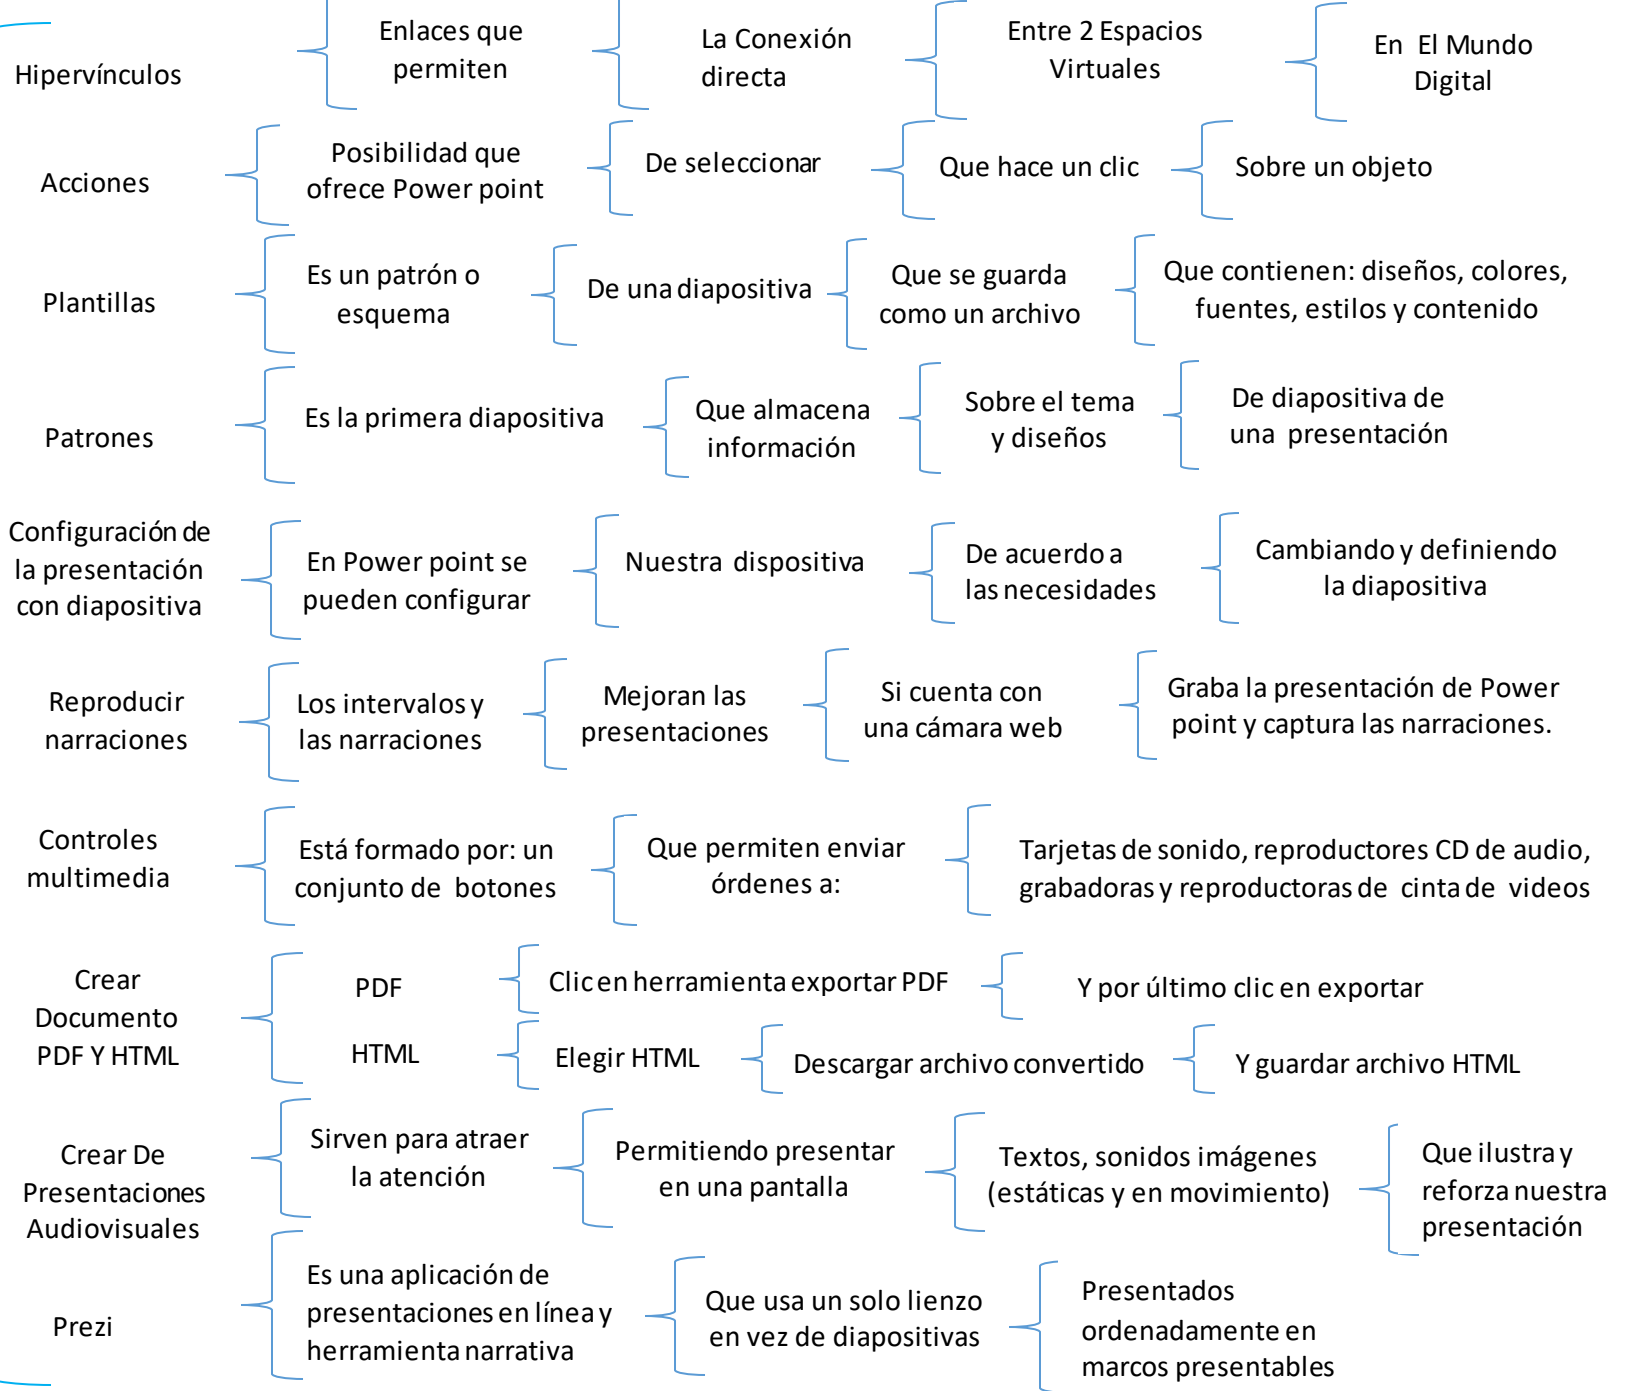 Hipervínculos
Enlaces que
permiten
La Conexión
directa
Entre 2 Espacios
Virtuales
En El Mundo
Digital
Acciones
Posibilidad que
ofrece Power point
De seleccionar
Que hace un clic
Sobre un objeto
Plantillas
Es un patrón o
esquema
De una diapositiva
Que se guarda
como un archivo
Que contienen: diseños, colores,
fuentes, estilos y contenido
Patrones
Es la primera diapositiva
Que almacena
información
Sobre el tema
y diseños
De diapositiva de
una presentación
Configuración de
la presentación
con diapositiva
En Power point se
pueden configurar
Nuestra dispositiva
De acuerdo a
las necesidades
Cambiando y definiendo
la diapositiva
Reproducir
narraciones
Los intervalos y
las narraciones
Mejoran las
presentaciones
Si cuenta con
una cámara web
Graba la presentación de Power
point y captura las narraciones.
Controles
multimedia
Está formado por: un
conjunto de botones
Que permiten enviar
órdenes a:
Tarjetas de sonido, reproductores CD de audio,
grabadoras y reproductoras de cinta de videos
Crear
Documento
PDF Y HTML
PDF
Clic en herramienta exportar PDF
Y por último clic en exportar
HTML
Elegir HTML
Descargar archivo convertido
Y guardar archivo HTML
Crear De
Presentaciones
Audiovisuales
Sirven para atraer
la atención
Permitiendo presentar
en una pantalla
Textos, sonidos imágenes
(estáticas y en movimiento)
Que ilustra y
reforza nuestra
presentación
Prezi
Es una aplicación de
presentaciones en línea y
herramienta narrativa
Que usa un solo lienzo
en vez de diapositivas
Presentados
ordenadamente en
marcos presentables